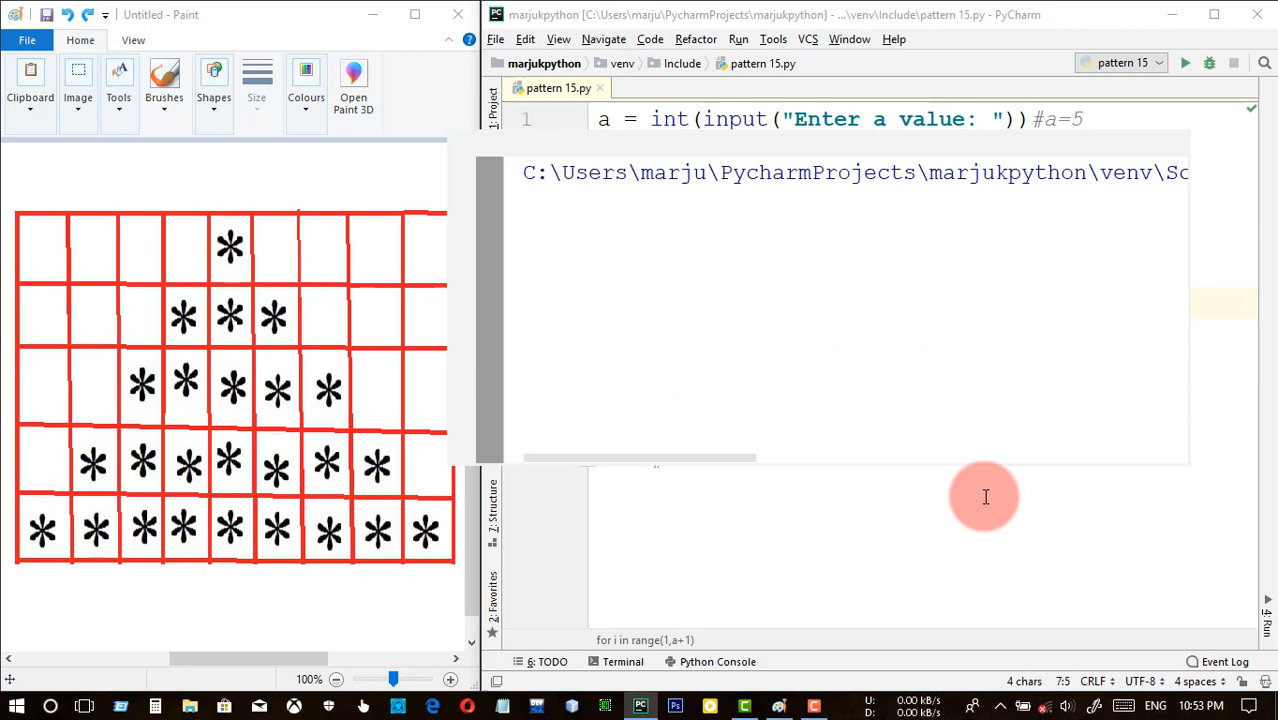 Untitled - Paint
File Home View
Clipboard Image Tools Brushes Shapes Size Colours Open Paint 3D
*
* * *
* * * * *
* * * * * * *
* * * * * * * * *
100%
marjukpython [C:\Users\marju\PycharmProjects\marjukpython] - ...\venv\Include\pattern 15.py - PyCharm
File Edit View Navigate Code Refactor Run Tools VCS Window Help
marjukpython venv Include pattern 15.py pattern 15
1: Project
pattern 15.py
1 a = int(input("Enter a value: "))#a=5
C:\Users\marju\PycharmProjects\marjukpython\venv\Sc
7: Structure
2: Favorites
4: Run
for i in range(1,a+1)
6: TODO Terminal Python Console Event Log
4 chars 7:5 CRLF UTF-8 4 spaces
U: 0.00 kB/s
D: 0.00 kB/s
ENG 10:53 PM